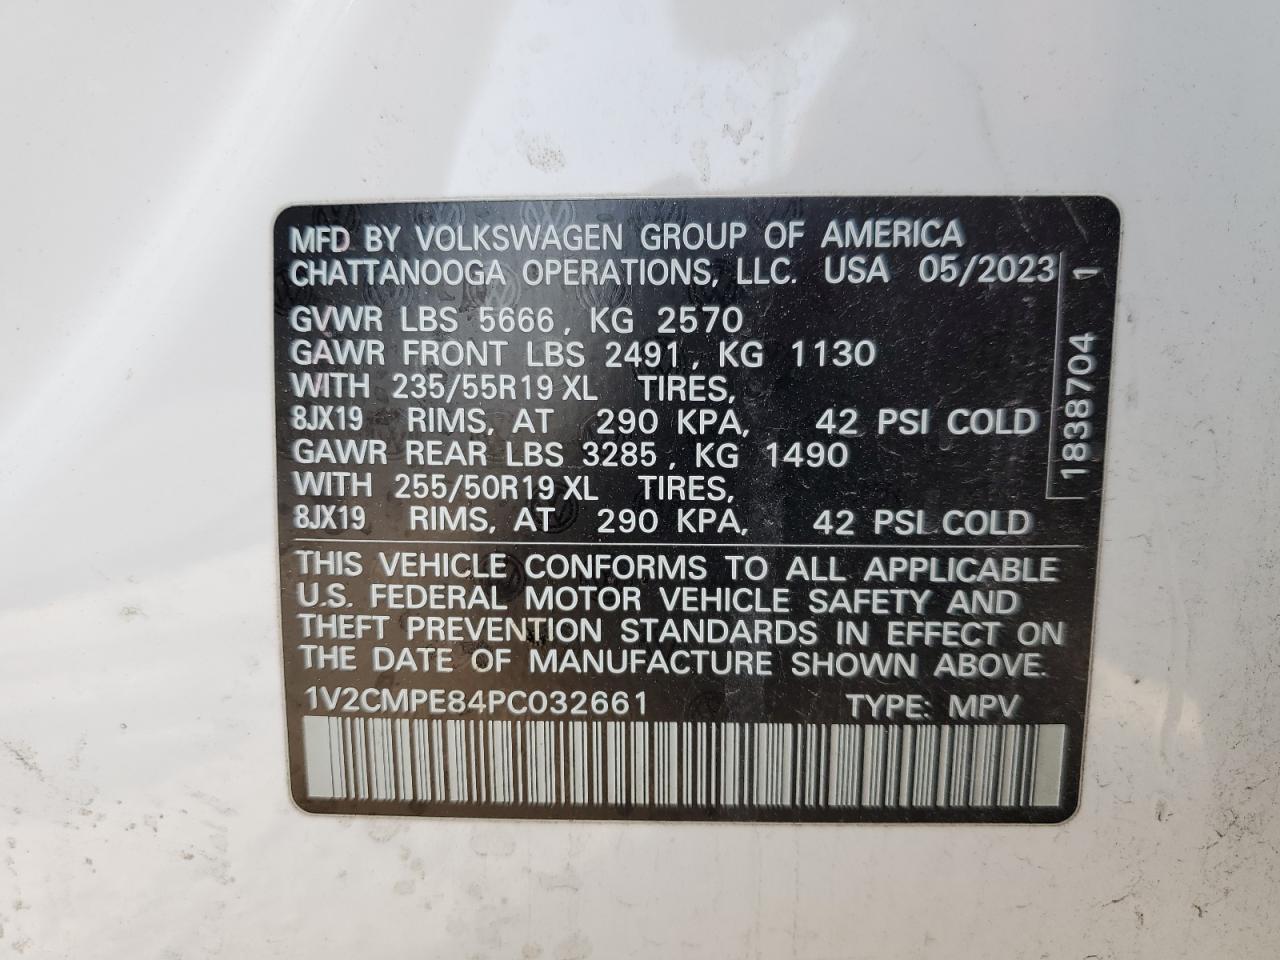 MFD BY VOLKSWAGEN GROUP OF AMERICA
CHATTANOOGA OPERATIONS, LLC. USA 05/2023
GVWR LBS 5666, KG 2570
GAWR FRONT LBS 2491, KG 1130
WITH 235/55R19 XL TIRES,
8JX19 RIMS, AT 290 KPA, 42 PSI COLD
GAWR REAR LBS 3285, KG 1490
WITH 255/50R19 XL TIRES,
8JX19 RIMS, AT 290 KPA, 42 PSI COLD
1838704 1
THIS VEHICLE CONFORMS TO ALL APPLICABLE
U.S. FEDERAL MOTOR VEHICLE SAFETY AND
THEFT PREVENTION STANDARDS IN EFFECT ON
THE DATE OF MANUFACTURE SHOWN ABOVE.
1V2CMPE84PC032661 TYPE: MPV